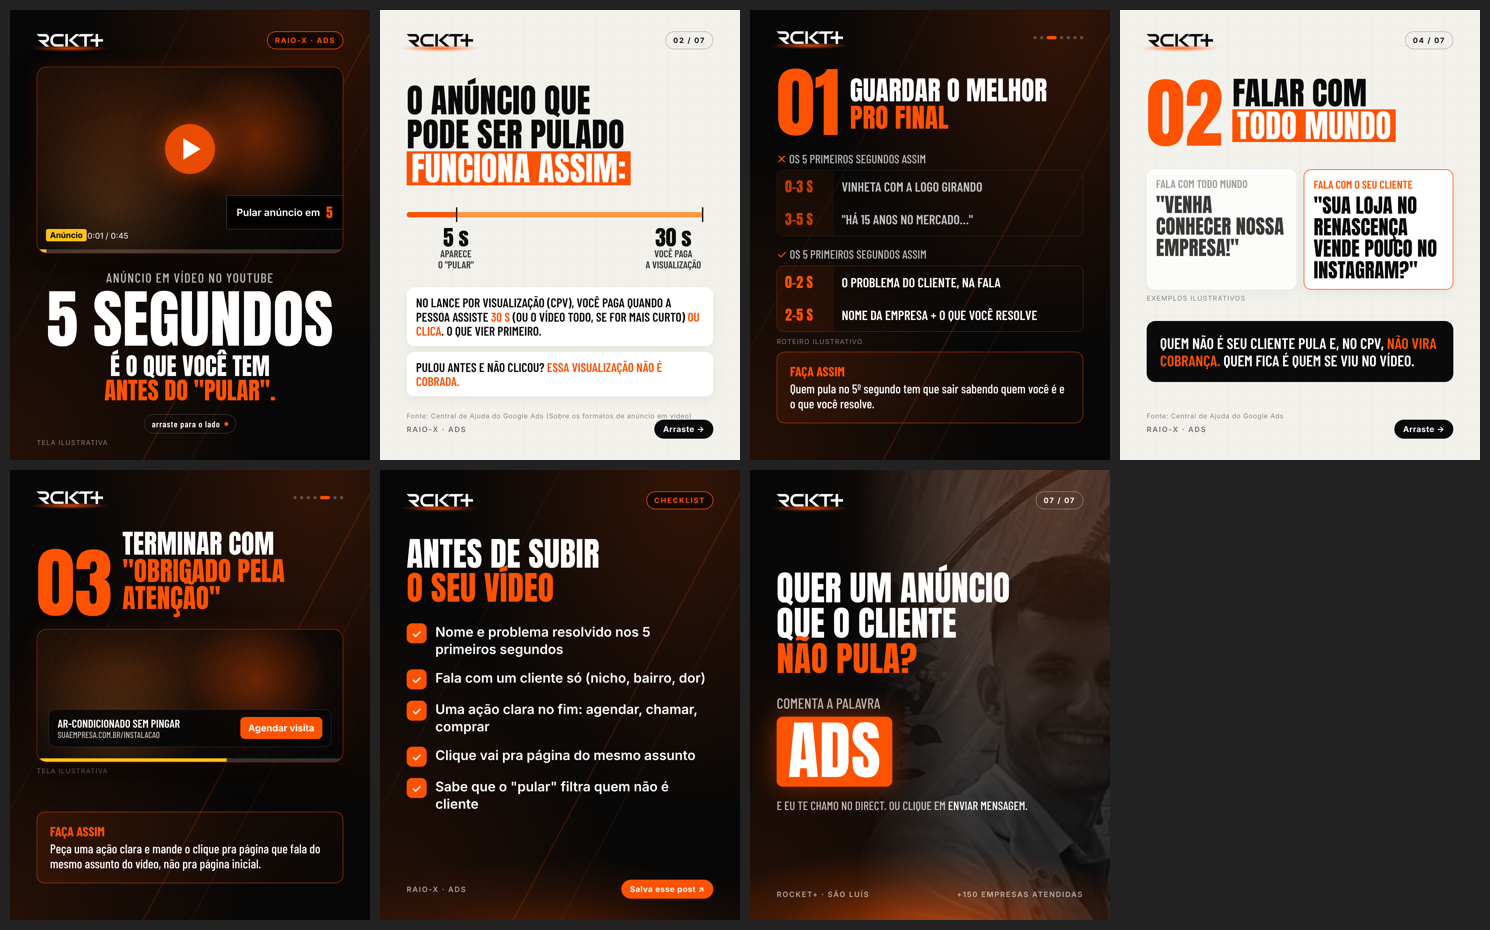 RCKT+
RAIO-X · ADS
Pular anúncio em 5
Anúncio 0:01 / 0:45
ANÚNCIO EM VÍDEO NO YOUTUBE
5 SEGUNDOS
É O QUE VOCÊ TEM
ANTES DO "PULAR".
arraste para o lado
TELA ILUSTRATIVA
RCKT+
02 / 07
O ANÚNCIO QUE
PODE SER PULADO
FUNCIONA ASSIM:
5 S
APARECE
O "PULAR"
30 S
VOCÊ PAGA
A VISUALIZAÇÃO
NO LANCE POR VISUALIZAÇÃO (CPV), VOCÊ PAGA QUANDO A
PESSOA ASSISTE 30 S (OU O VÍDEO TODO, SE FOR MAIS CURTO) OU
CLICA. O QUE VIER PRIMEIRO.
PULOU ANTES E NÃO CLICOU? ESSA VISUALIZAÇÃO NÃO É
COBRADA.
Fonte: Central de Ajuda do Google Ads (Sobre os formatos de anúncio em vídeo)
RAIO-X · ADS
Arraste →
RCKT+
01
GUARDAR O MELHOR
PRO FINAL
✕ OS 5 PRIMEIROS SEGUNDOS ASSIM
0-3 S VINHETA COM A LOGO GIRANDO
3-5 S "HÁ 15 ANOS NO MERCADO..."
✓ OS 5 PRIMEIROS SEGUNDOS ASSIM
0-2 S O PROBLEMA DO CLIENTE, NA FALA
2-5 S NOME DA EMPRESA + O QUE VOCÊ RESOLVE
ROTEIRO ILUSTRATIVO
FAÇA ASSIM
Quem pula no 5º segundo tem que sair sabendo quem você é e
o que você resolve.
RCKT+
04 / 07
02
FALAR COM
TODO MUNDO
FALA COM TODO MUNDO
"VENHA
CONHECER NOSSA
EMPRESA!"
FALA COM O SEU CLIENTE
"SUA LOJA NO
RENASCENÇA
VENDE POUCO NO
INSTAGRAM?"
EXEMPLOS ILUSTRATIVOS
QUEM NÃO É SEU CLIENTE PULA E, NO CPV, NÃO VIRA
COBRANÇA. QUEM FICA É QUEM SE VIU NO VÍDEO.
Fonte: Central de Ajuda do Google Ads
RAIO-X · ADS
Arraste →
RCKT+
03
TERMINAR COM
"OBRIGADO PELA
ATENÇÃO"
AR-CONDICIONADO SEM PINGAR
SUAEMPRESA.COM.BR/INSTALACAO
Agendar visita
TELA ILUSTRATIVA
FAÇA ASSIM
Peça uma ação clara e mande o clique pra página que fala do
mesmo assunto do vídeo, não pra página inicial.
RCKT+
CHECKLIST
ANTES DE SUBIR
O SEU VÍDEO
Nome e problema resolvido nos 5
primeiros segundos
Fala com um cliente só (nicho, bairro, dor)
Uma ação clara no fim: agendar, chamar,
comprar
Clique vai pra página do mesmo assunto
Sabe que o "pular" filtra quem não é
cliente
RAIO-X · ADS
Salva esse post ↗
RCKT+
07 / 07
QUER UM ANÚNCIO
QUE O CLIENTE
NÃO PULA?
COMENTA A PALAVRA
ADS
E EU TE CHAMO NO DIRECT. OU CLIQUE EM ENVIAR MENSAGEM.
ROCKET+ · SÃO LUÍS
+150 EMPRESAS ATENDIDAS